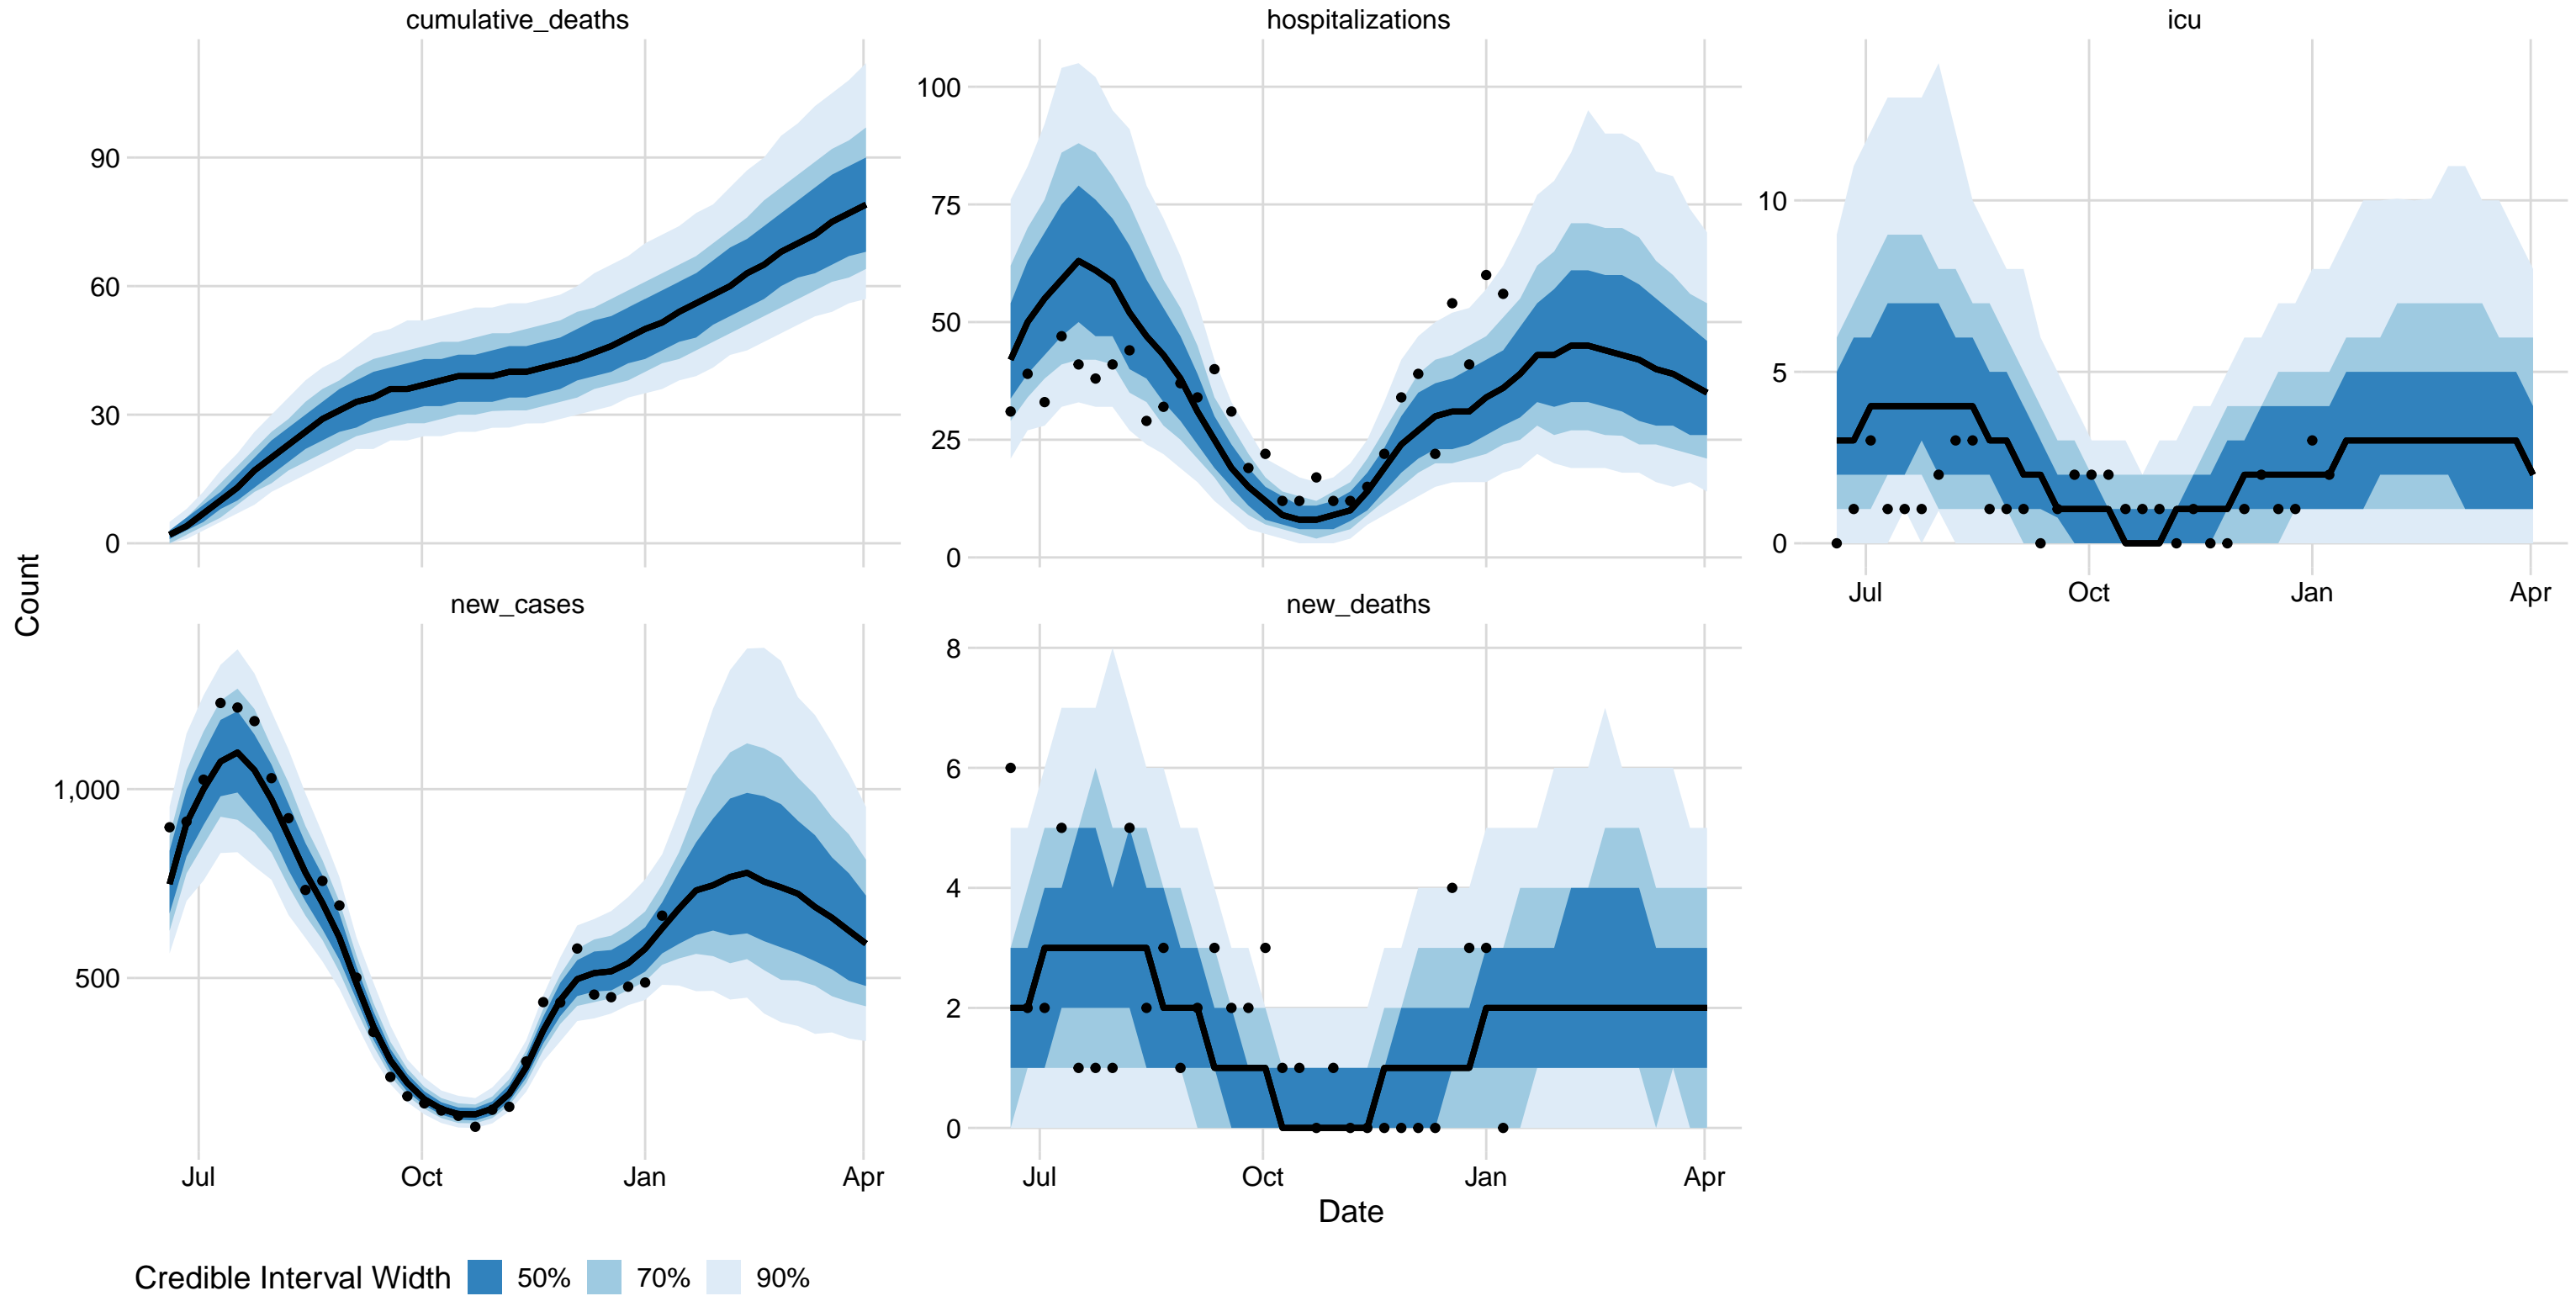 cumulative_deaths
hospitalizations
icu
90
60
30
0
100
75
50
25
0
10
5
0
Jul
Oct
Jan
Apr
Count
new_cases
new_deaths
1,000
500
8
6
4
2
0
Jul
Oct
Jan
Apr
Jul
Oct
Jan
Apr
Date
Credible Interval Width 50% 70% 90%